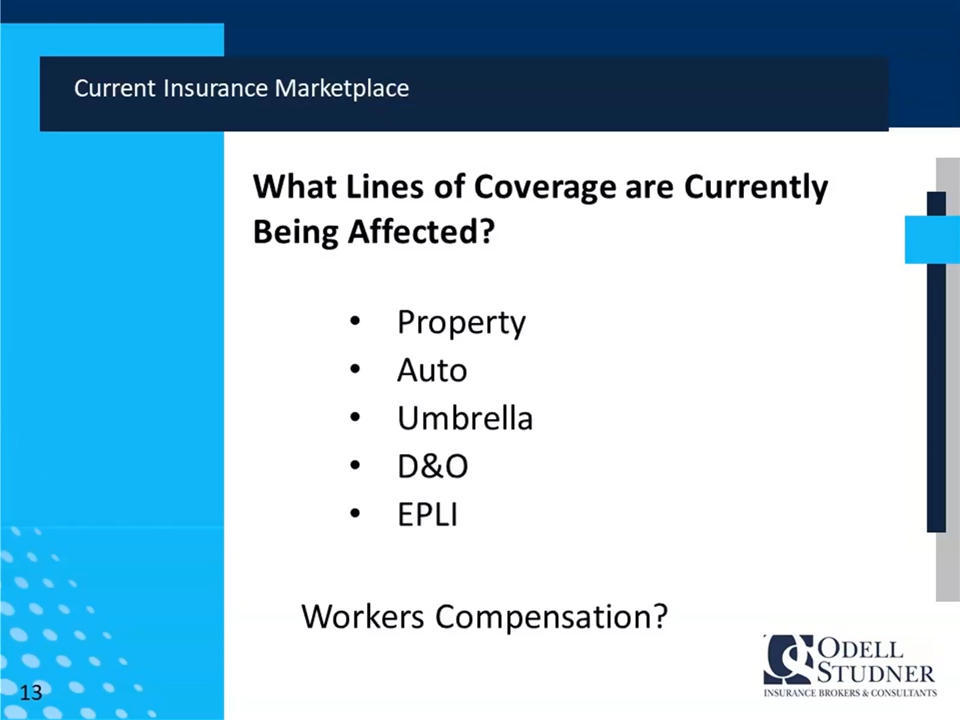 Current Insurance Marketplace
What Lines of Coverage are Currently
Being Affected?
• Property
• Auto
• Umbrella
• D&O
• EPLI
Workers Compensation?
ODELL
STUDNER
INSURANCE BROKERS & CONSULTANTS
13